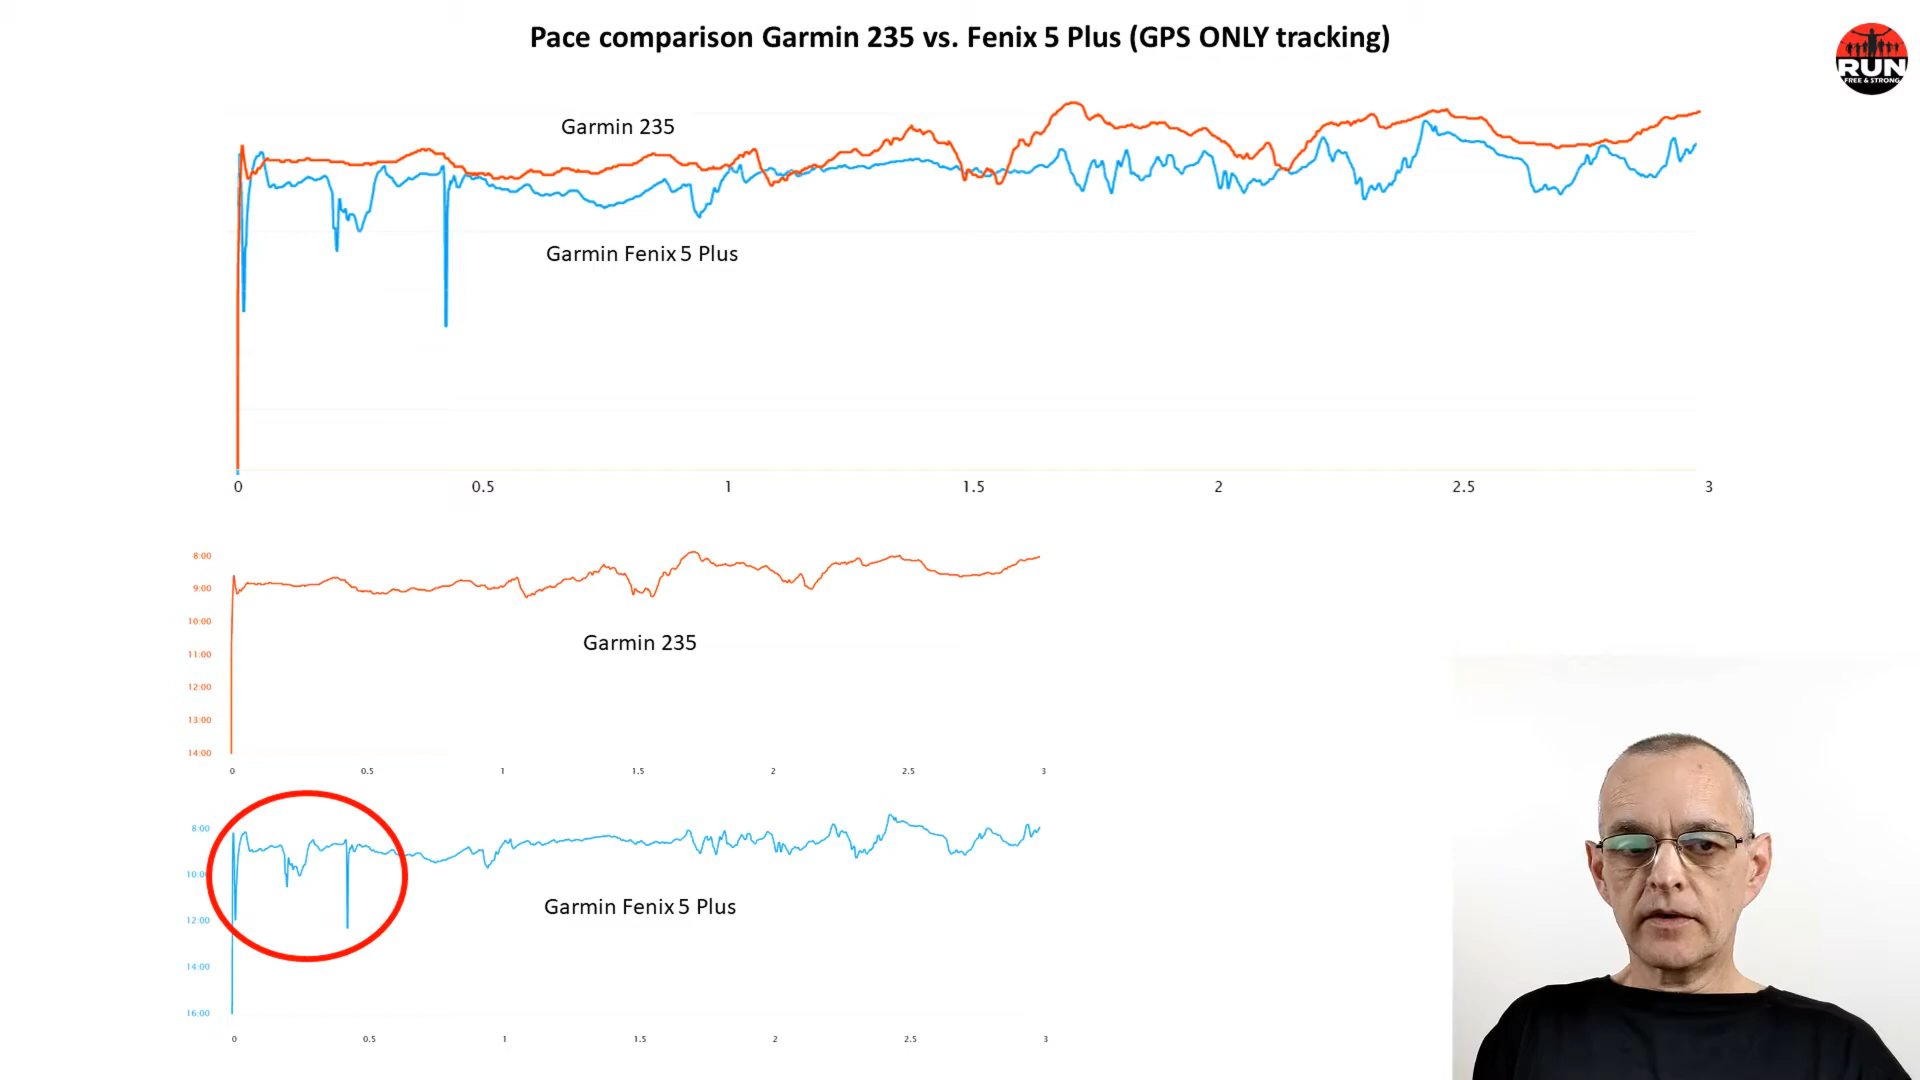 Pace comparison Garmin 235 vs. Fenix 5 Plus (GPS ONLY tracking)
RUN
FREE & STRONG
Garmin 235
Garmin Fenix 5 Plus
0 0.5 1 1.5 2 2.5 3
8:00
9:00
10:00
11:00
12:00
13:00
14:00
Garmin 235
0 0.5 1 1.5 2 2.5 3
8:00
10:00
12:00
14:00
16:00
Garmin Fenix 5 Plus
0 0.5 1 1.5 2 2.5 3